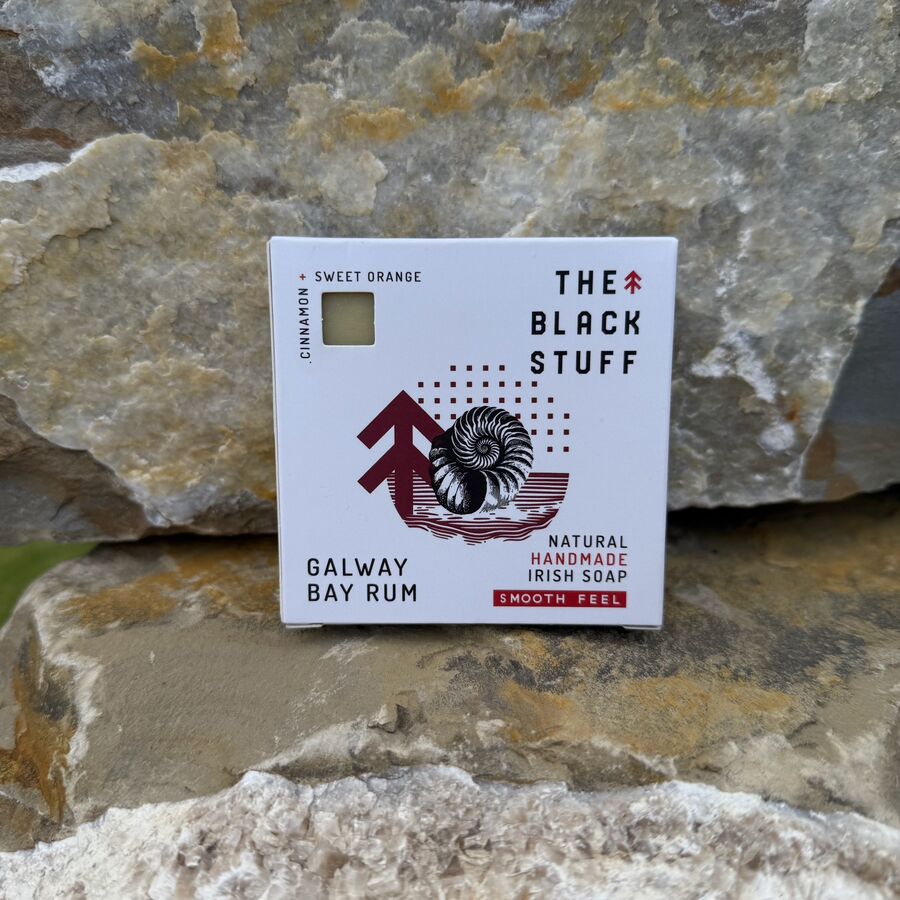 + SWEET ORANGE
.CINNAMON
THE
BLACK
STUFF
GALWAY
BAY RUM
NATURAL
HANDMADE
IRISH SOAP
SMOOTH FEEL